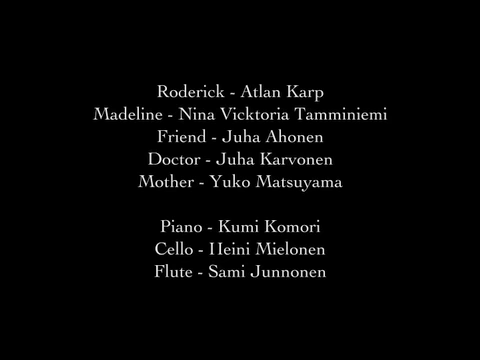 Roderick - Atlan Karp
Madeline - Nina Vicktoria Tamminiemi
Friend - Juha Ahonen
Doctor - Juha Karvonen
Mother - Yuko Matsuyama
Piano - Kumi Komori
Cello - Heini Mielonen
Flute - Sami Junnonen